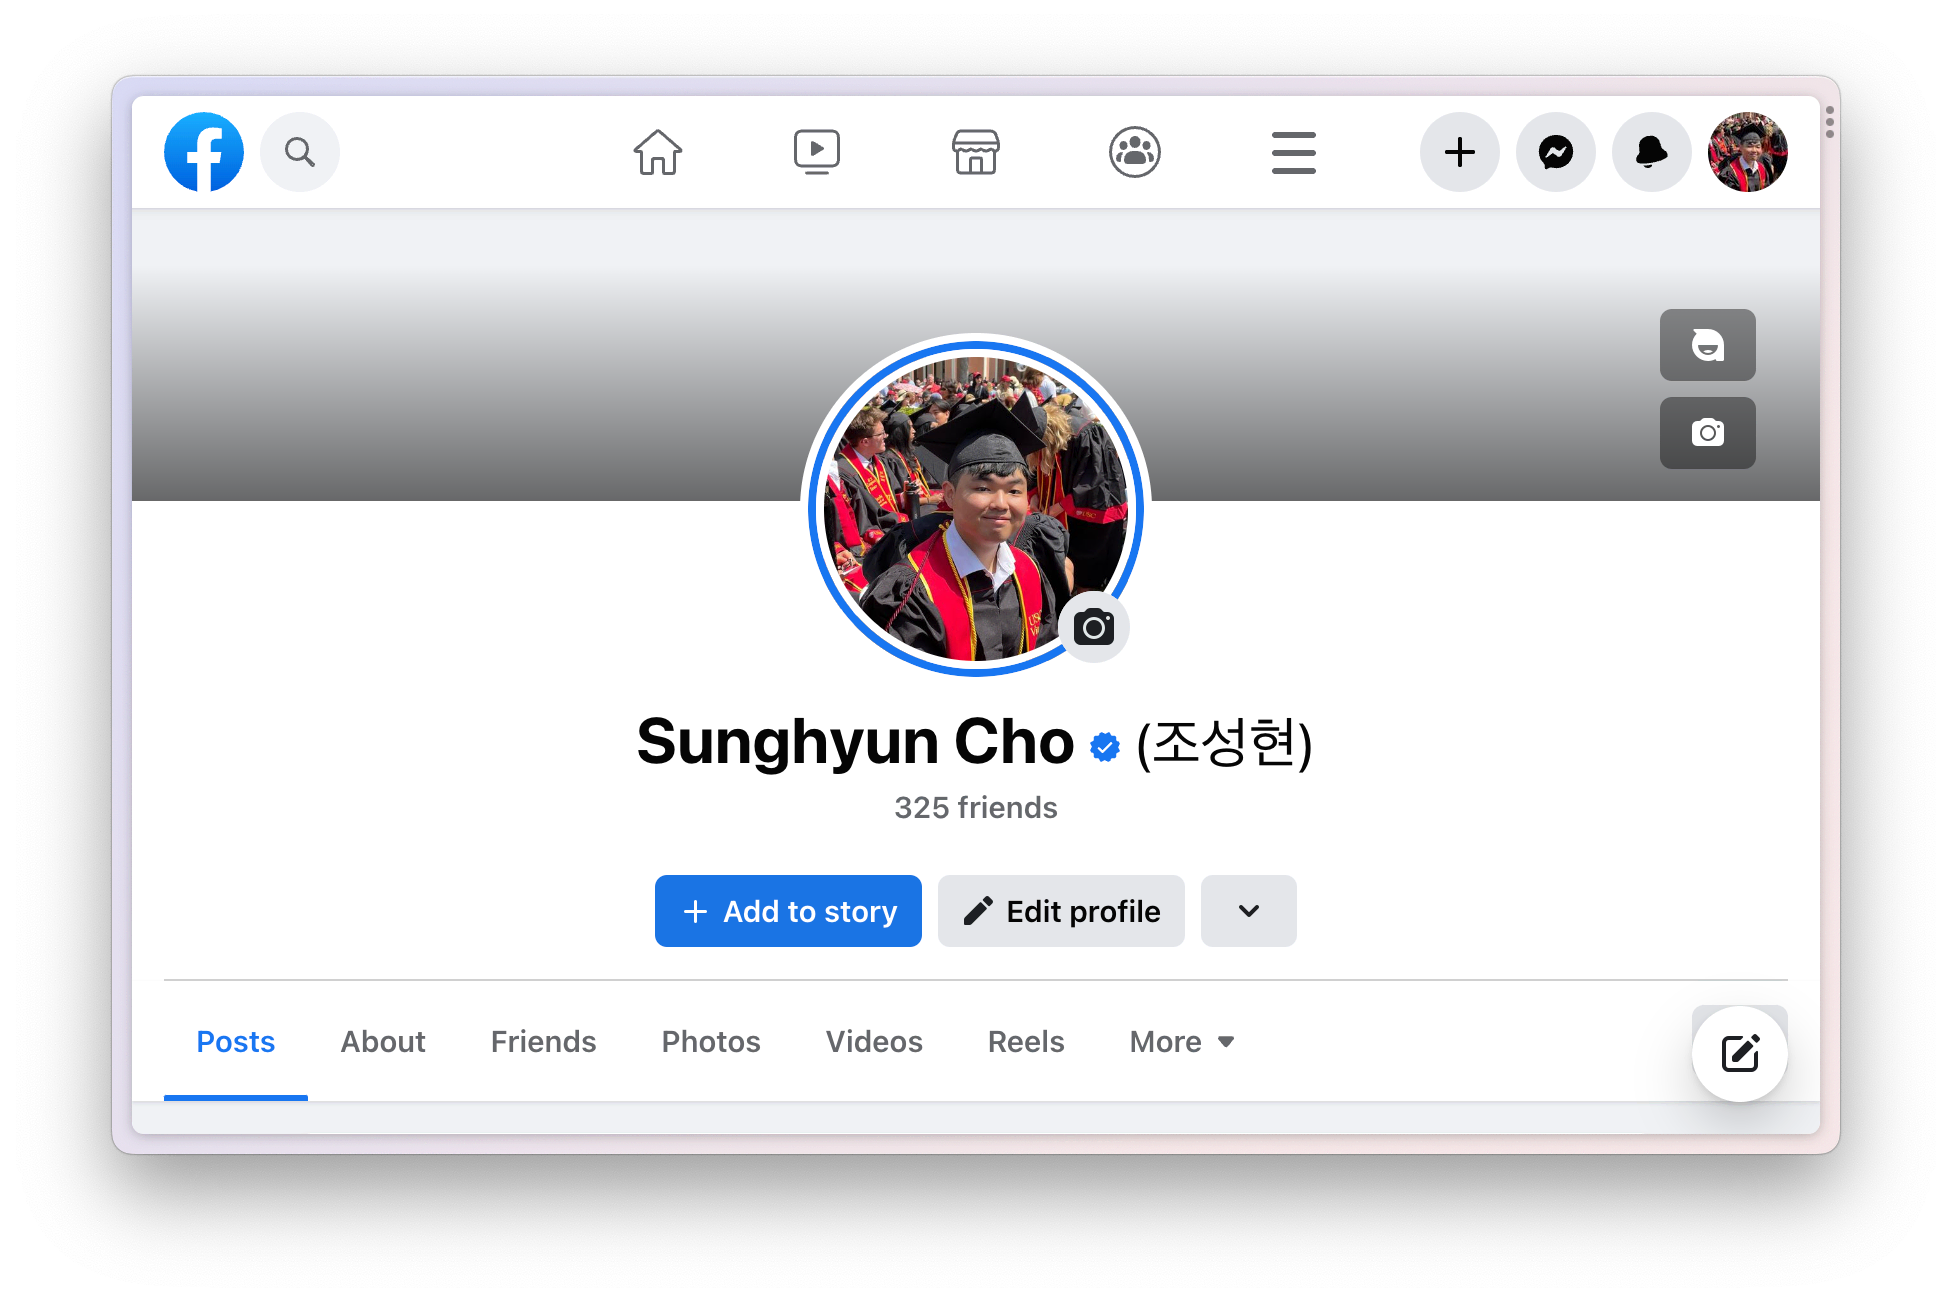 Sunghyun Cho (조성현)
325 friends
Add to story
Edit profile
Posts
About
Friends
Photos
Videos
Reels
More